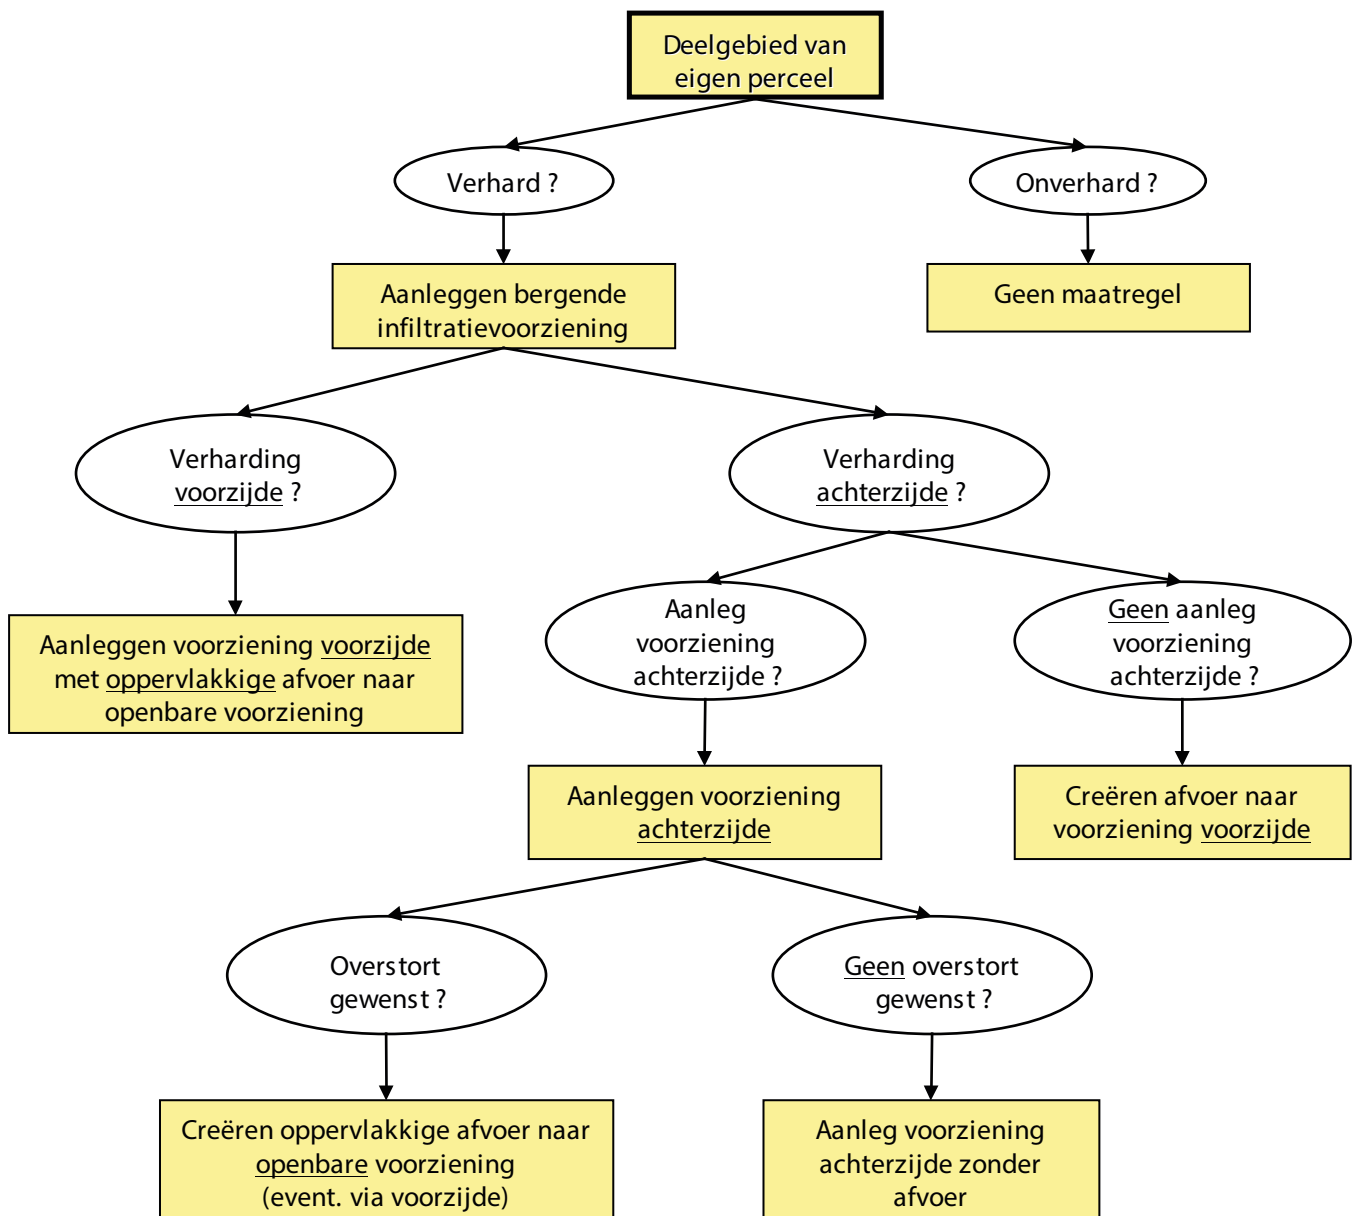 Deelgebied van
eigen perceel
Verhard ?
Onverhard ?
Aanleggen bergende
infiltratievoorziening
Geen maatregel
Verharding
voorzijde ?
Verharding
achterzijde ?
Aanleggen voorziening voorzijde
met oppervlakkige afvoer naar
openbare voorziening
Aanleg
voorziening
achterzijde ?
Geen aanleg
voorziening
achterzijde ?
Aanleggen voorziening
achterzijde
Creëren afvoer naar
voorziening voorzijde
Overstort
gewenst ?
Geen overstort
gewenst ?
Creëren oppervlakkige afvoer naar
openbare voorziening
(event. via voorzijde)
Aanleg voorziening
achterzijde zonder
afvoer